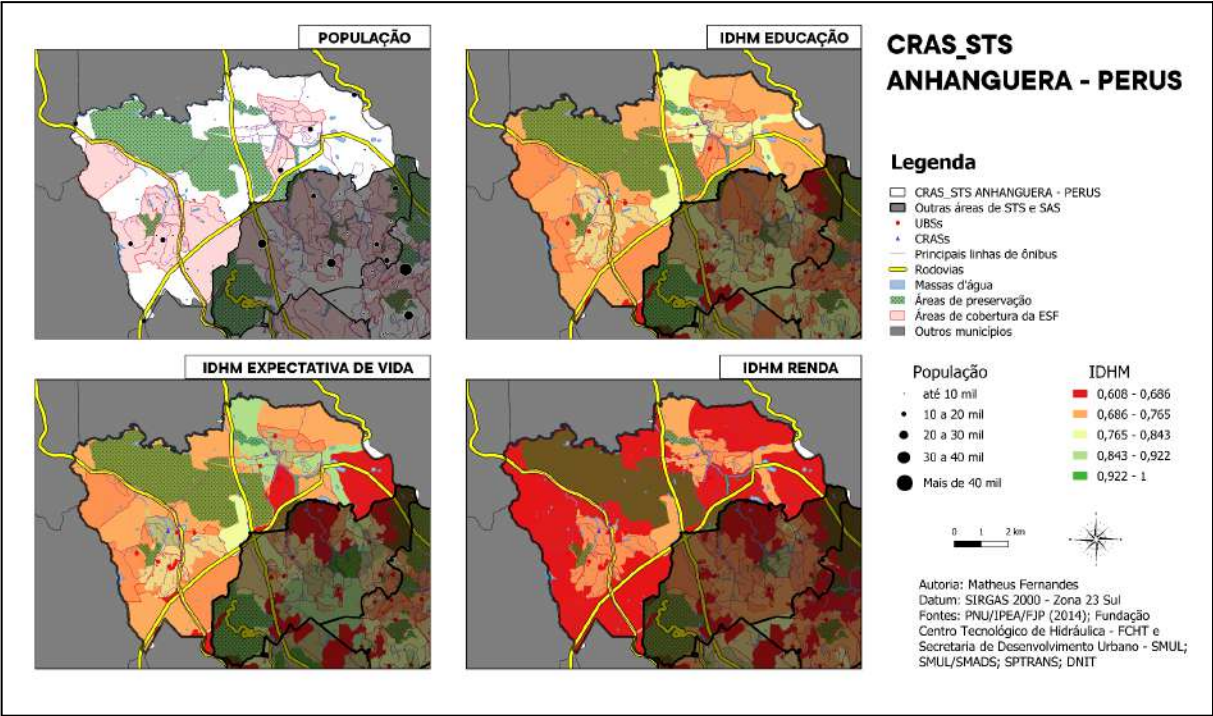 POPULAÇÃO
IDHM EDUCAÇÃO
CRAS_STS
ANHANGUERA - PERUS
Legenda
CRAS_STS ANHANGUERA - PERUS
Outras áreas de STS e SAS
UBSs
CRASs
Principais linhas de ônibus
Rodovias
Massas d'água
Áreas de preservação
Áreas de cobertura da ESF
Outros municípios
IDHM EXPECTATIVA DE VIDA
IDHM RENDA
População
até 10 mil
10 a 20 mil
20 a 30 mil
30 a 40 mil
Mais de 40 mil
IDHM
0,608 - 0,686
0,686 - 0,765
0,765 - 0,843
0,843 - 0,922
0,922 - 1
0 1 2 km
Autoria: Matheus Fernandes
Datum: SIRGAS 2000 - Zona 23 Sul
Fontes: PNU/IPEA/FJP (2014); Fundação
Centro Tecnológico de Hidráulica - FCHT e
Secretaria de Desenvolvimento Urbano - SMUL;
SMUL/SMADS; SPTRANS; DNIT